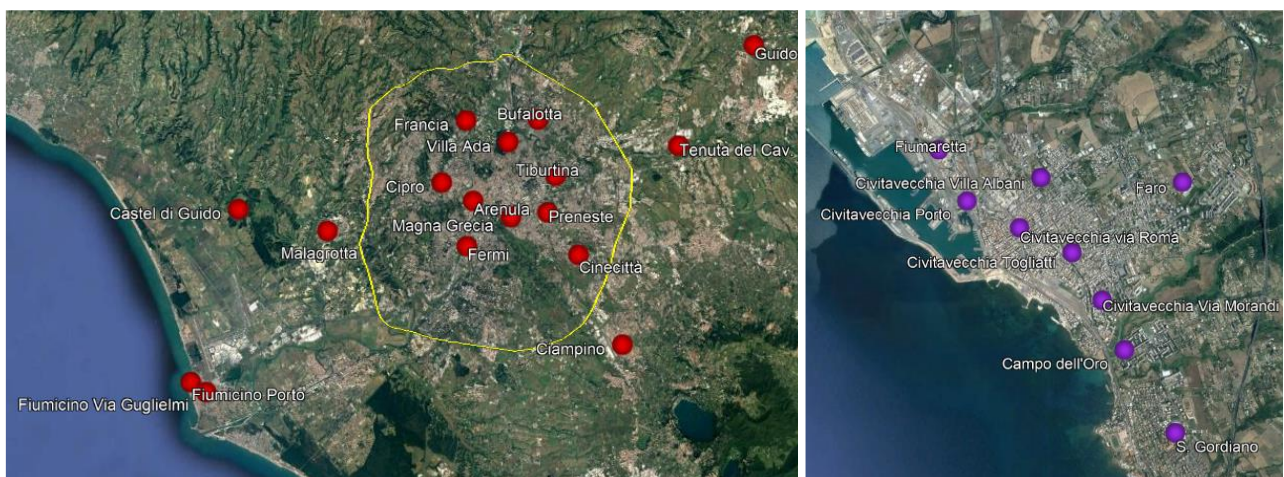 Guido
Francia
Bufalotta
Villa Ada
Tenuta del Cav
Tiburtina
Cipro
Arenula
Preneste
Castel di Guido
Magna Grecia
Malagrotta
Fermi
Cinecittà
Ciampino
Fiumicino Porto
Fiumicino Via Guglielmi
Fiumaretta
Civitavecchia Villa Albani
Faro
Civitavecchia Porto
Civitavecchia via Roma
Civitavecchia Togliatti
Civitavecchia Via Morandi
Campo dell'Oro
S. Gordiano